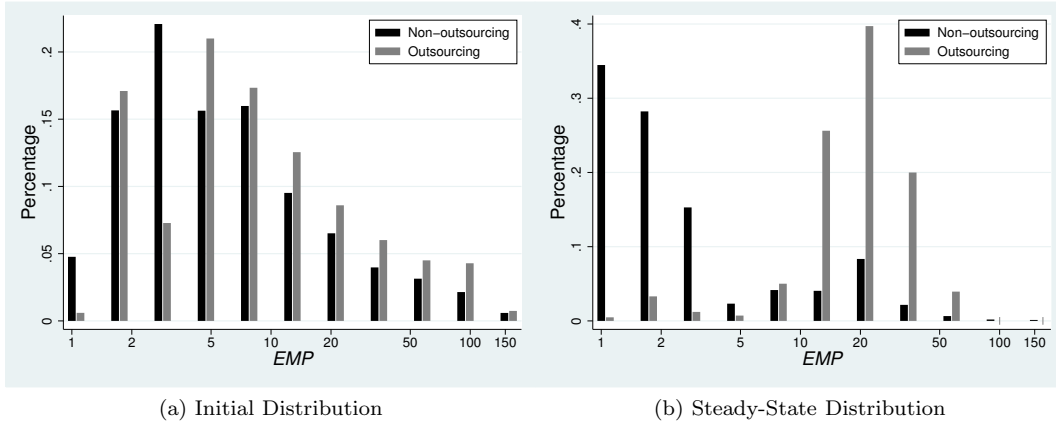 Non−outsourcing
Outsourcing
Percentage
.2
.15
.1
.05
0
1 2 5 10 20 50 100 150
EMP
(a) Initial Distribution
Non−outsourcing
Outsourcing
Percentage
.4
.3
.2
.1
0
1 2 5 10 20 50 100 150
EMP
(b) Steady-State Distribution